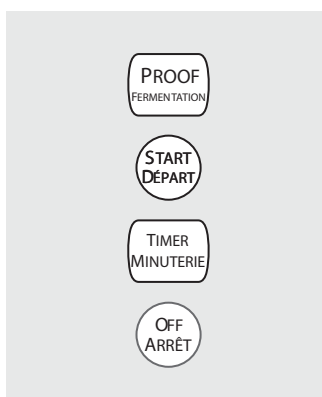 PROOF
FERMENTATION
START
DÉPART
TIMER
MINUTERIE
OFF
ARRÊT